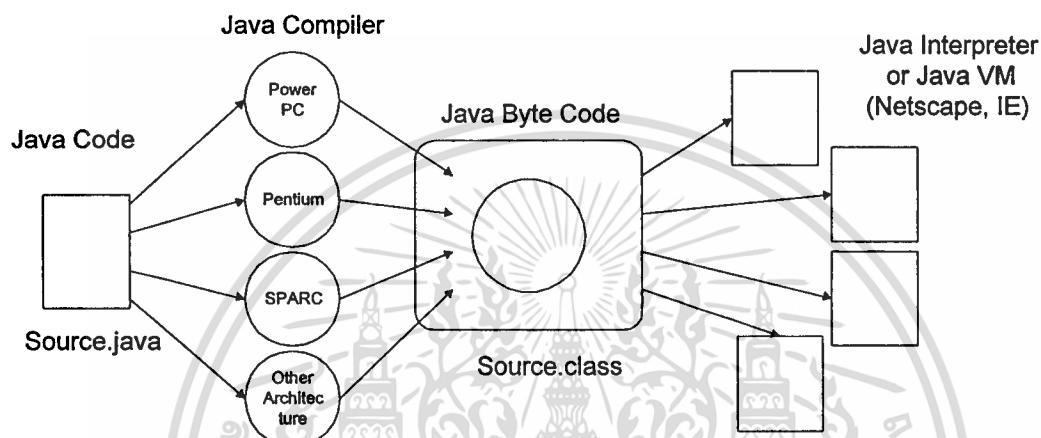 Java Compiler
Java Code
Source.java
Power
PC
Pentium
SPARC
Other
Architec
ture
Java Byte Code
Source.class
Java Interpreter
or Java VM
(Netscape, IE)